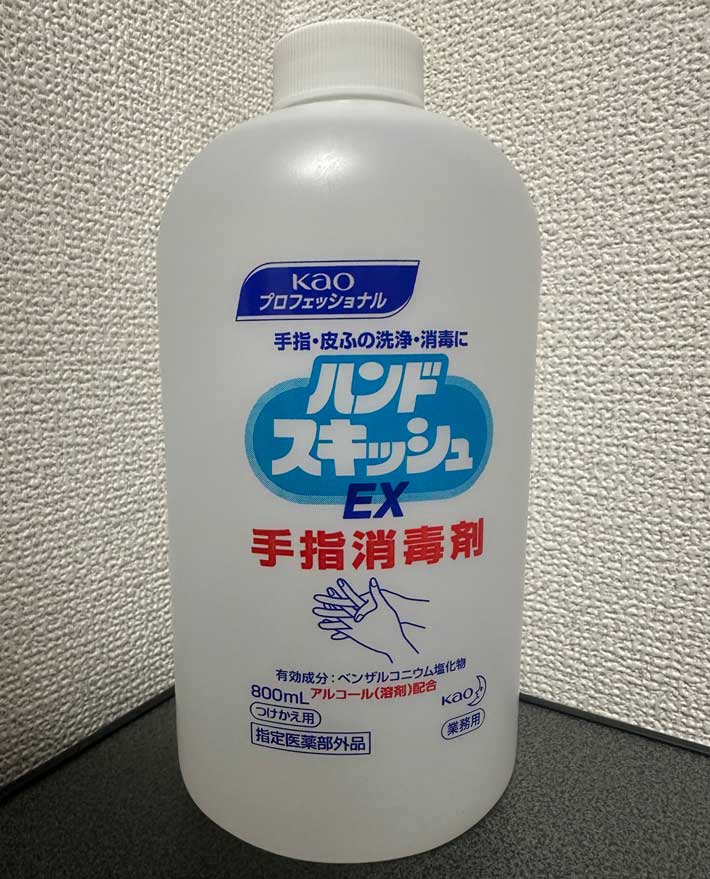 Kao
プロフェッショナル
手指・皮ふの洗浄・消毒に
ハンド
スキッシュ
EX
手指消毒剤
有効成分：ベンザルコニウム塩化物
800mL アルコール(溶剤)配合
Kao
つけかえ用
業務用
指定医薬部外品